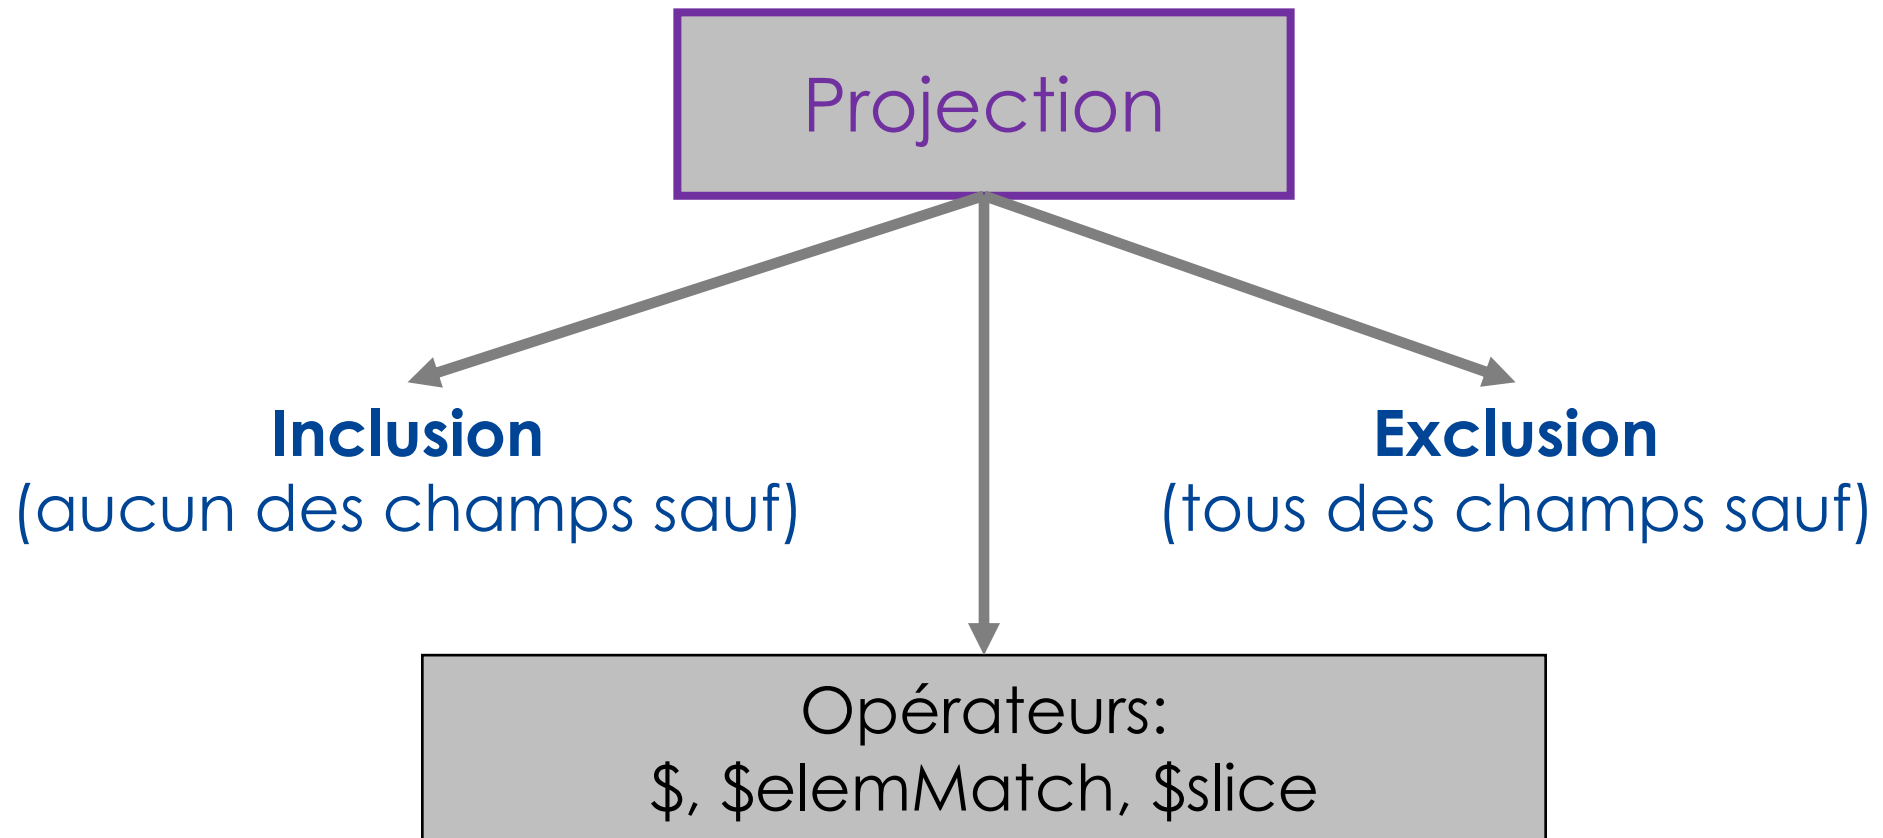 Projection
Inclusion
(aucun des champs sauf)
Exclusion
(tous des champs sauf)
Opérateurs:
$, $elemMatch, $slice